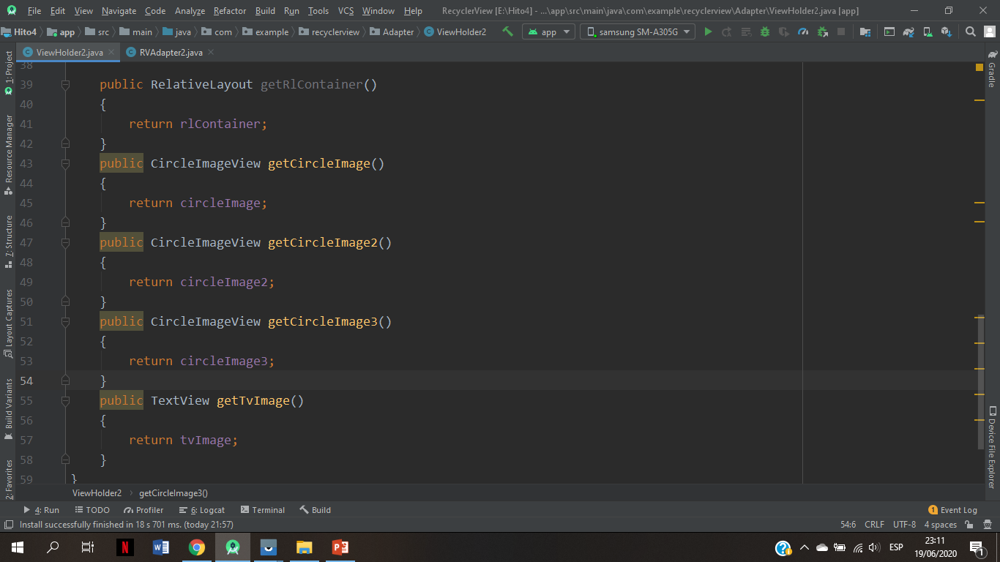 File Edit View Navigate Code Analyze Refactor Build Run Tools VCS Window Help RecyclerView [E:\Hito4] - ...\app\src\main\java\com\example\recyclerview\Adapter\ViewHolder2.java [app]
Hito4 app src main java com example recyclerview Adapter ViewHolder2 app samsung SM-A305G
ViewHolder2.java RVAdapter2.java
38
39 public RelativeLayout getRlContainer()
40 {
41 return rlContainer;
42 }
43 public CircleImageView getCircleImage()
44 {
45 return circleImage;
46 }
47 public CircleImageView getCircleImage2()
48 {
49 return circleImage2;
50 }
51 public CircleImageView getCircleImage3()
52 {
53 return circleImage3;
54 }
55 public TextView getTvImage()
56 {
57 return tvImage;
58 }
59 }
1: Project
Resource Manager
7: Structure
Layout Captures
Build Variants
2: Favorites
Gradle
Device File Explorer
ViewHolder2 getCircleImage3()
4: Run TODO Profiler 6: Logcat Terminal Build 1 Event Log
Install successfully finished in 18 s 701 ms. (today 21:57) 54:6 CRLF UTF-8 4 spaces
N W P ESP 23:11
19/06/2020 1